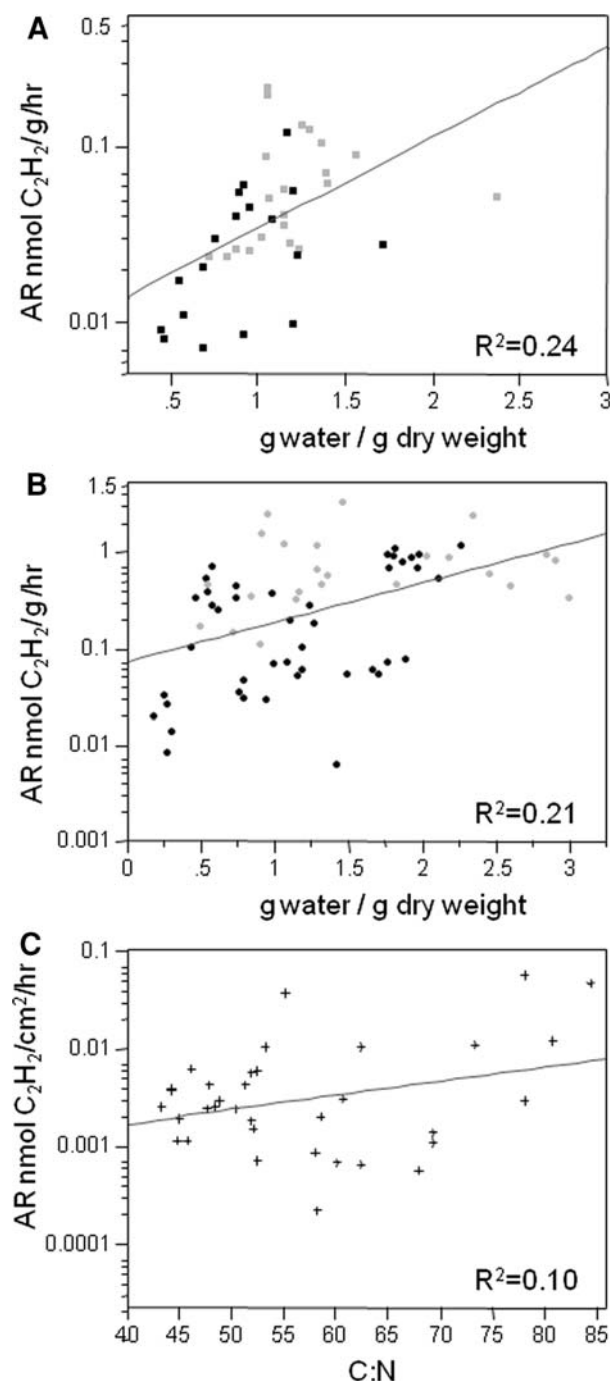 A
AR nmol C₂H₂/g/hr
0.5
0.1
0.01
.5 1 1.5 2 2.5 3
R²=0.24
g water / g dry weight
B
AR nmol C₂H₂/g/hr
1.5
1
0.1
0.01
0.001
0 .5 1 1.5 2 2.5 3
R²=0.21
g water / g dry weight
C
AR nmol C₂H₂/cm²/hr
0.1
0.01
0.001
0.0001
40 45 50 55 60 65 70 75 80 85
R²=0.10
C:N